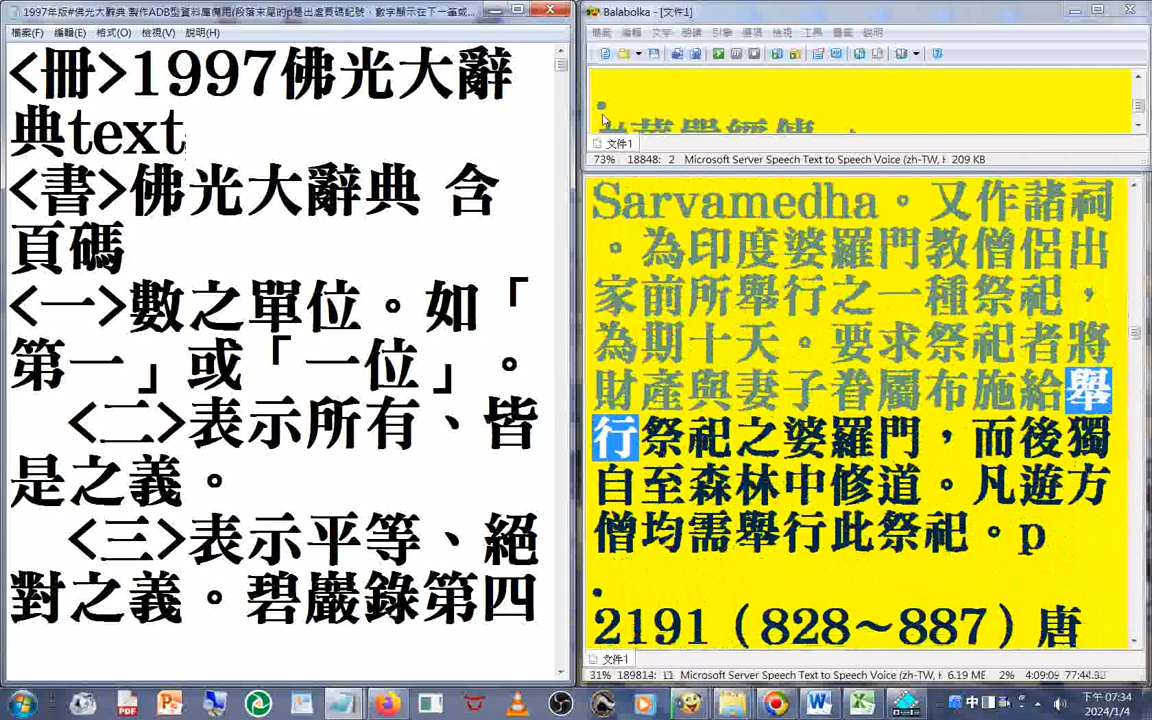 1997年版#佛光大辭典 製作ADB型資料庫備用(段落末尾的p是出處頁碼記號，數字顯示在下一筆或...
檔案(F) 編輯(E) 格式(O) 檢視(V) 說明(H)
<冊>1997佛光大辭
典text
<書>佛光大辭典 含
頁碼
<一>數之單位。如「
第一」或「一位」。
<二>表示所有、皆
是之義。
<三>表示平等、絕
對之義。碧巖錄第四
Balabolka - [文件1]
文件1
73% 18848: 2 Microsoft Server Speech Text to Speech Voice (zh-TW, H 209 KB
Sarvamedha。又作諸祠
。為印度婆羅門教僧侶出
家前所舉行之一種祭祀，
為期十天。要求祭祀者將
財產與妻子眷屬布施給舉
行祭祀之婆羅門，而後獨
自至森林中修道。凡遊方
僧均需舉行此祭祀。p
.
2191（828～887）唐
文件1
31% 189814: 11 Microsoft Server Speech Text to Speech Voice (zh-TW, H 6.19 ME 2% 4:09:09
中
下午 07:34
2024/1/4